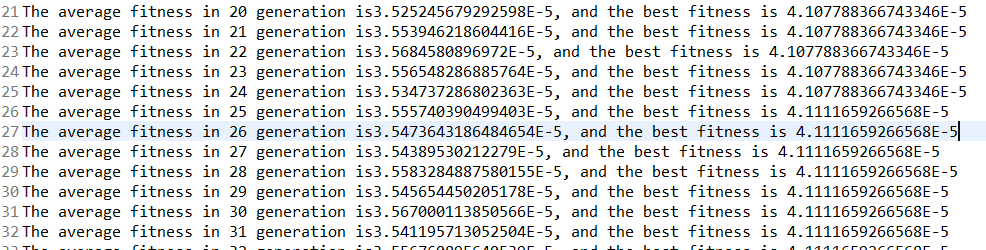 21 The average fitness in 20 generation is3.525245679292598E-5, and the best fitness is 4.107788366743346E-5
22 The average fitness in 21 generation is3.553946218604416E-5, and the best fitness is 4.107788366743346E-5
23 The average fitness in 22 generation is3.5684580896972E-5, and the best fitness is 4.107788366743346E-5
24 The average fitness in 23 generation is3.556548286885764E-5, and the best fitness is 4.107788366743346E-5
25 The average fitness in 24 generation is3.534737286802363E-5, and the best fitness is 4.107788366743346E-5
26 The average fitness in 25 generation is3.555740390499403E-5, and the best fitness is 4.1111659266568E-5
27 The average fitness in 26 generation is3.5473643186484654E-5, and the best fitness is 4.1111659266568E-5
28 The average fitness in 27 generation is3.54389530212279E-5, and the best fitness is 4.1111659266568E-5
29 The average fitness in 28 generation is3.5583284887580155E-5, and the best fitness is 4.1111659266568E-5
30 The average fitness in 29 generation is3.545654450205178E-5, and the best fitness is 4.1111659266568E-5
31 The average fitness in 30 generation is3.567000113850566E-5, and the best fitness is 4.1111659266568E-5
32 The average fitness in 31 generation is3.541195713052504E-5, and the best fitness is 4.1111659266568E-5